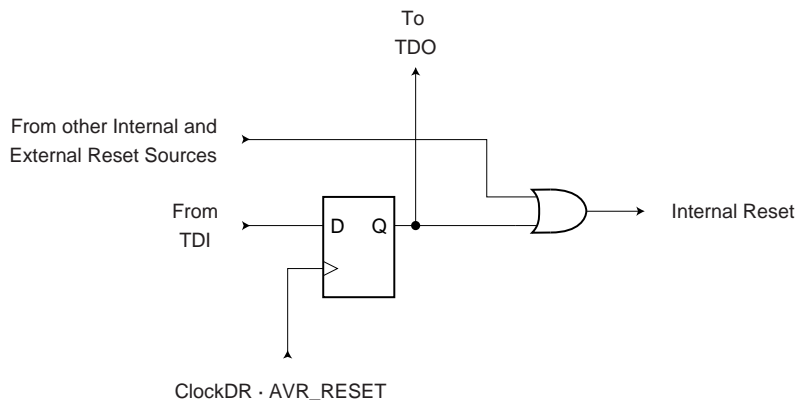 To
TDO
From other Internal and
External Reset Sources
From
TDI
D Q
Internal Reset
ClockDR · AVR_RESET